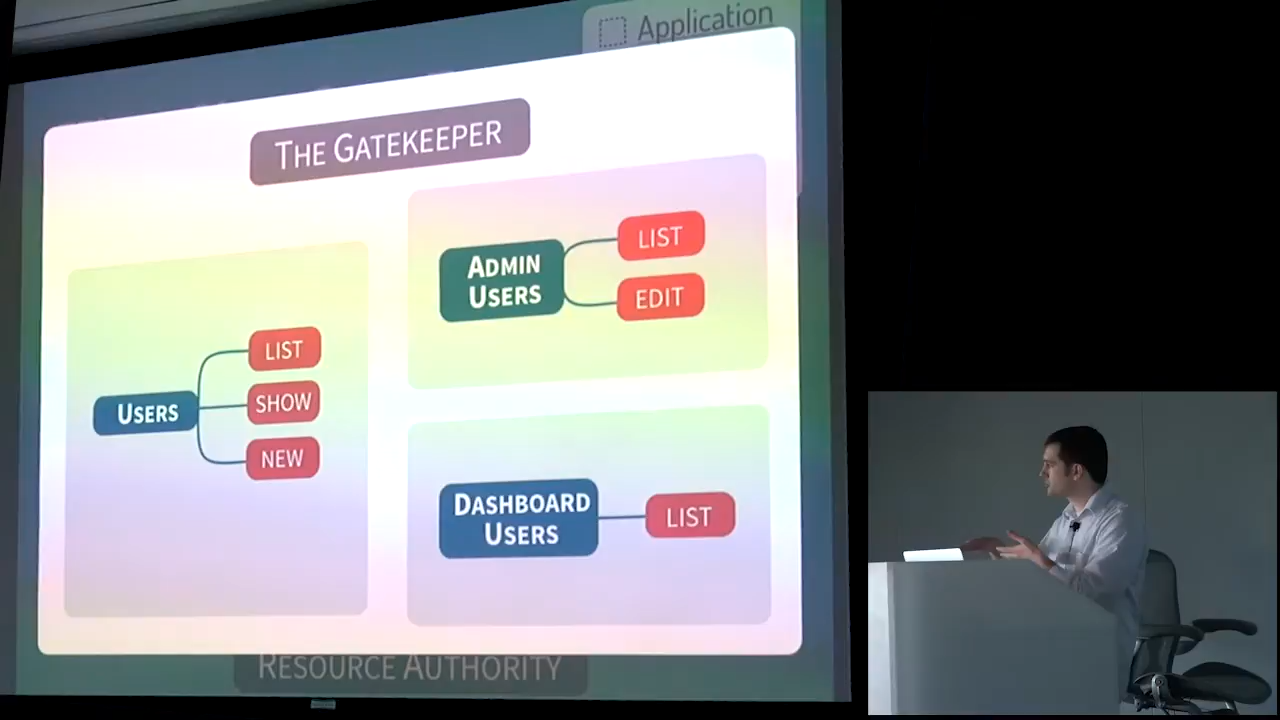 Application
THE GATEKEEPER
USERS
LIST
SHOW
NEW
ADMIN
USERS
LIST
EDIT
DASHBOARD
USERS
LIST
RESOURCE AUTHORITY